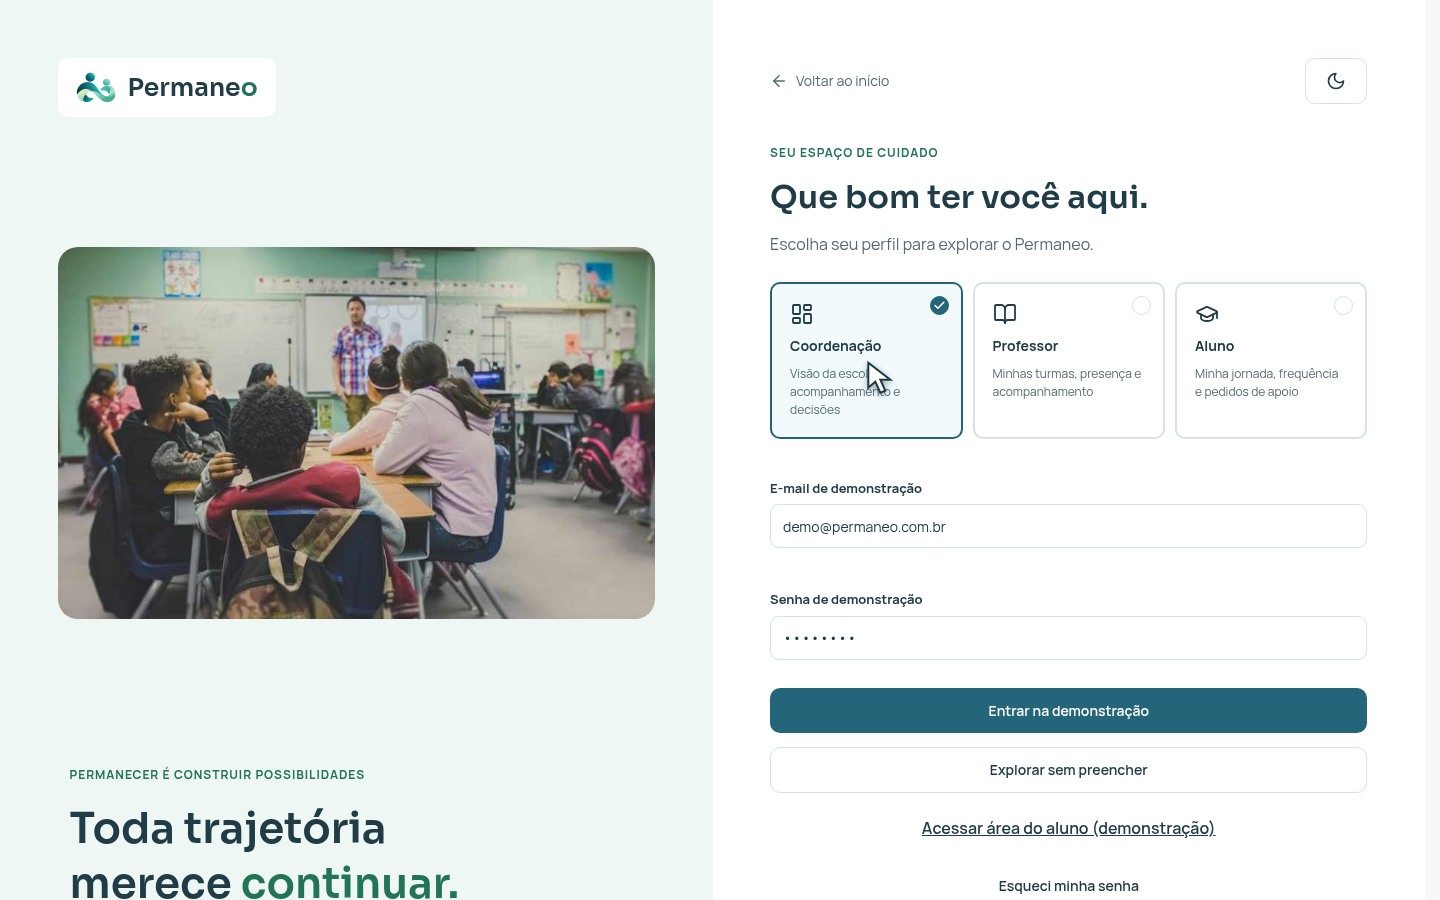 Permaneo
PERMANECER É CONSTRUIR POSSIBILIDADES
Toda trajetória
merece continuar.
Voltar ao início
SEU ESPAÇO DE CUIDADO
Que bom ter você aqui.
Escolha seu perfil para explorar o Permaneo.
Coordenação
Visão da escola,
acompanhamento e
decisões
Professor
Minhas turmas, presença e
acompanhamento
Aluno
Minha jornada, frequência
e pedidos de apoio
E-mail de demonstração
demo@permaneo.com.br
Senha de demonstração
••••••••
Entrar na demonstração
Explorar sem preencher
Acessar área do aluno (demonstração)
Esqueci minha senha